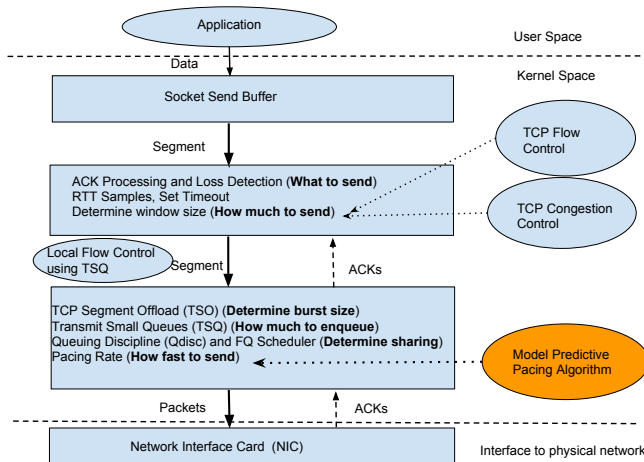 Application
User Space
Data
Kernel Space
Socket Send Buffer
Segment
TCP Flow
Control
ACK Processing and Loss Detection (What to send)
RTT Samples, Set Timeout
Determine window size (How much to send)
TCP Congestion
Control
Local Flow Control
using TSQ
Segment
ACKs
TCP Segment Offload (TSO) (Determine burst size)
Transmit Small Queues (TSQ) (How much to enqueue)
Queuing Discipline (Qdisc) and FQ Scheduler (Determine sharing)
Pacing Rate (How fast to send)
Model Predictive
Pacing Algorithm
Packets
ACKs
Network Interface Card (NIC)
Interface to physical network